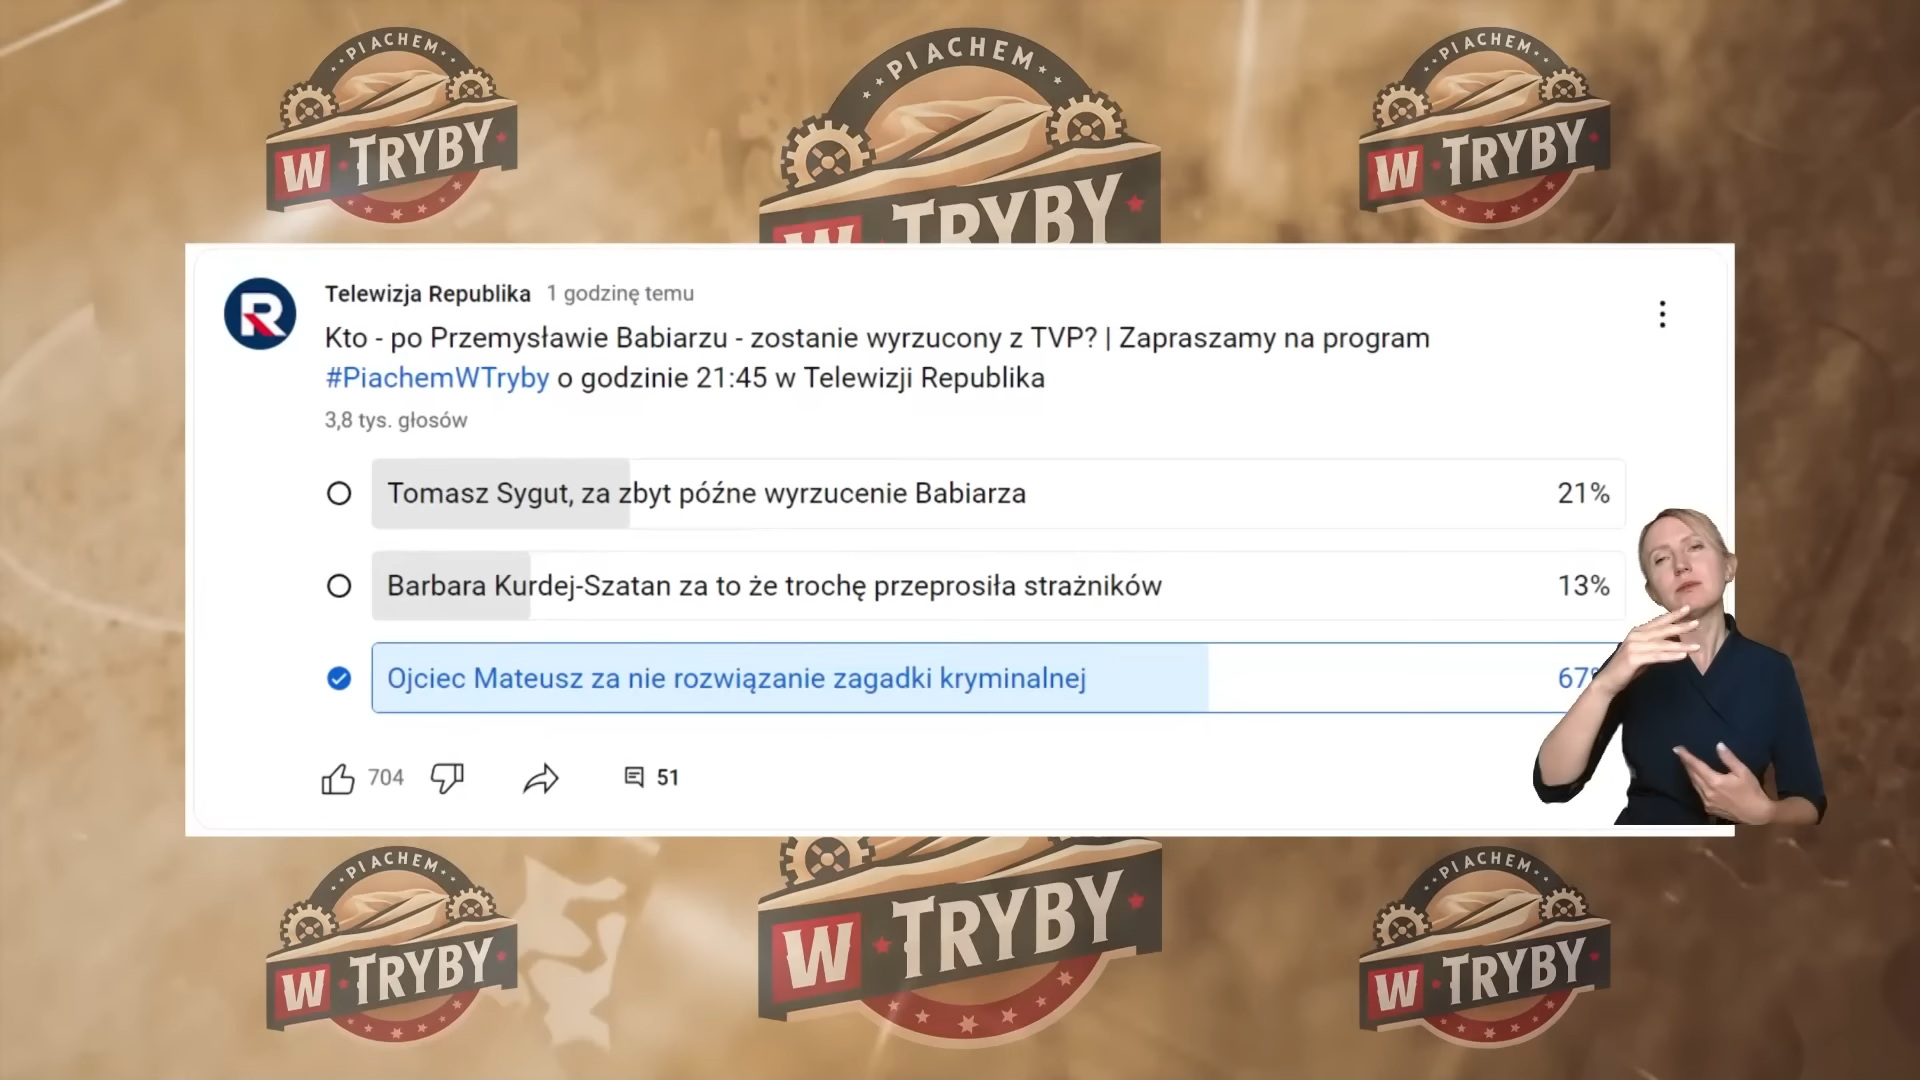 PIACHEM
W TRYBY
PIACHEM
W TRYBY
PIACHEM
W TRYBY
Telewizja Republika 1 godzinę temu
Kto - po Przemysławie Babiarzu - zostanie wyrzucony z TVP? | Zapraszamy na program
#PiachemWTryby o godzinie 21:45 w Telewizji Republika
3,8 tys. głosów
Tomasz Sygut, za zbyt późne wyrzucenie Babiarza 21%
Barbara Kurdej-Szatan za to że trochę przeprosiła strażników 13%
Ojciec Mateusz za nie rozwiązanie zagadki kryminalnej 67%
704 51
PIACHEM
W TRYBY
W TRYBY
PIACHEM
W TRYBY